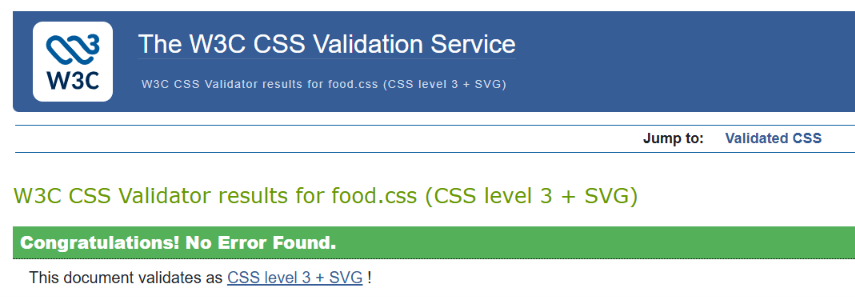 W3C
The W3C CSS Validation Service
W3C CSS Validator results for food.css (CSS level 3 + SVG)
Jump to: Validated CSS
W3C CSS Validator results for food.css (CSS level 3 + SVG)
Congratulations! No Error Found.
This document validates as CSS level 3 + SVG !